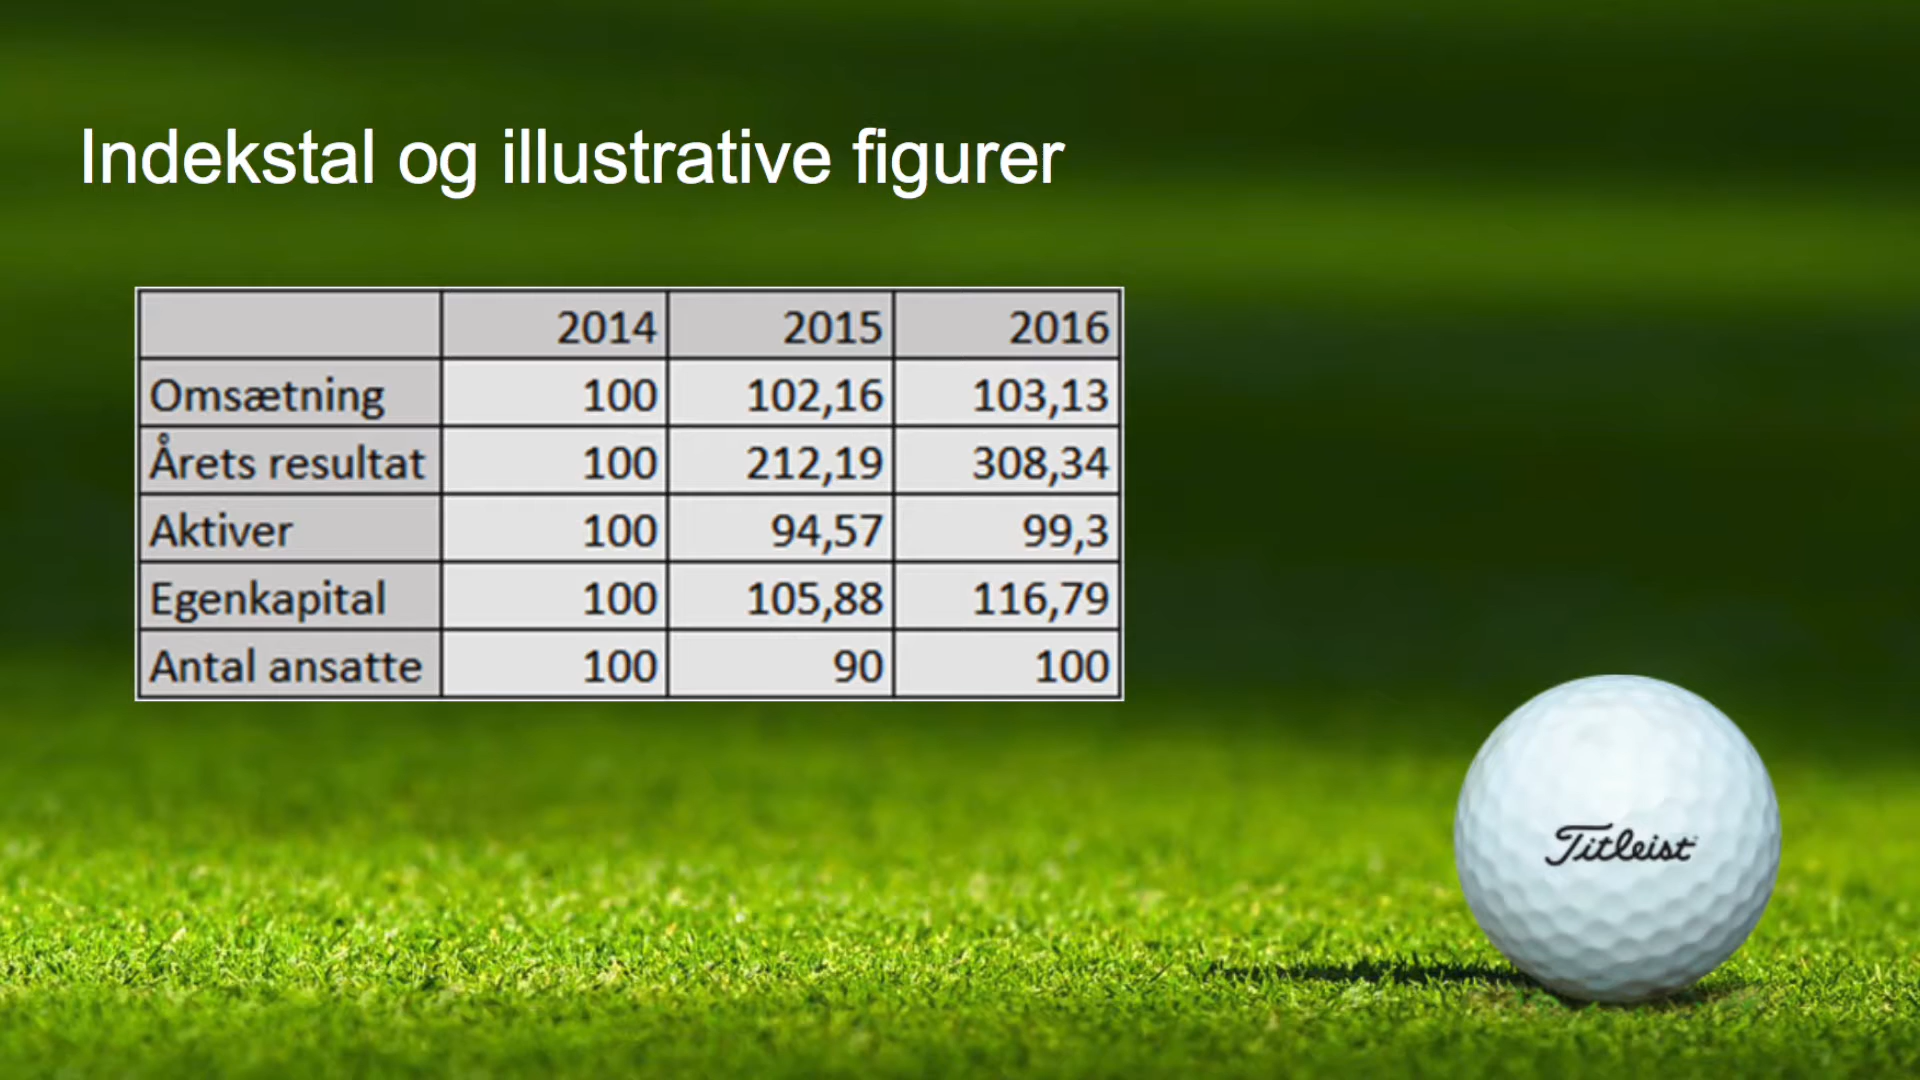 Indekstal og illustrative figurer
2014 2015 2016
Omsætning 100 102,16 103,13
Årets resultat 100 212,19 308,34
Aktiver 100 94,57 99,3
Egenkapital 100 105,88 116,79
Antal ansatte 100 90 100
Titleist